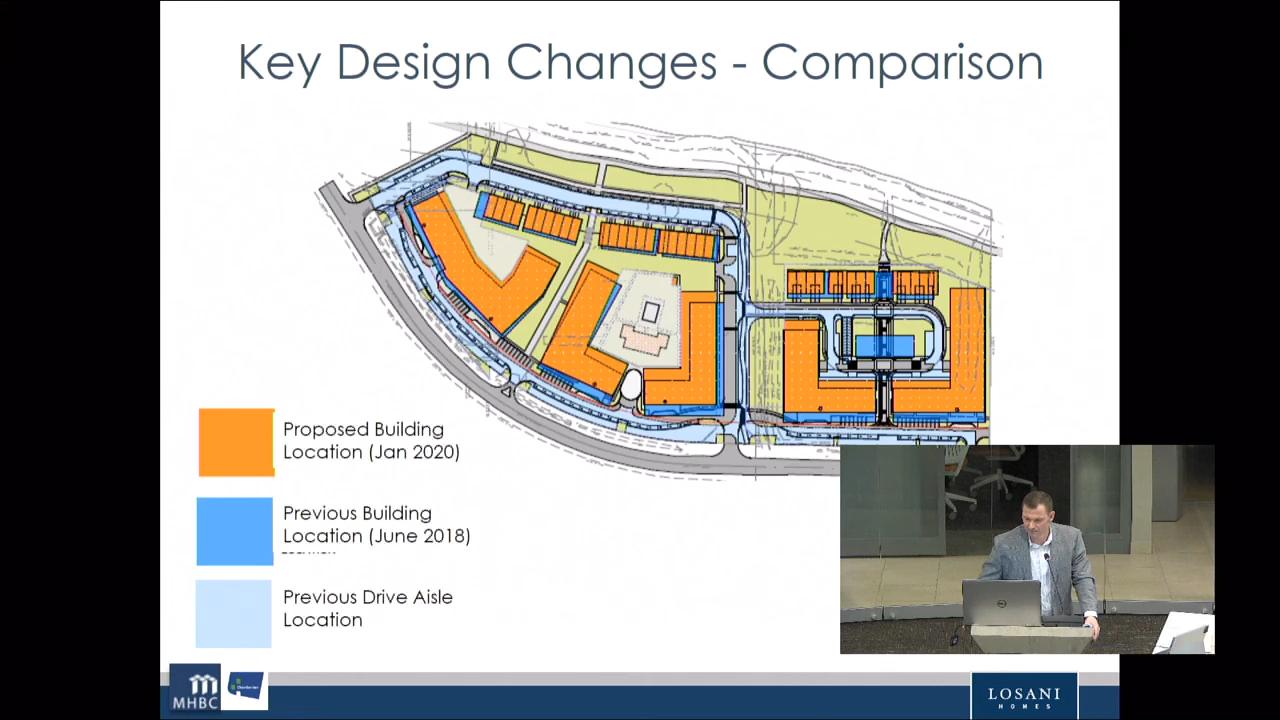 Key Design Changes - Comparison
Proposed Building
Location (Jan 2020)
Previous Building
Location (June 2018)
Previous Drive Aisle
Location
MHBC
LOSANI
HOMES